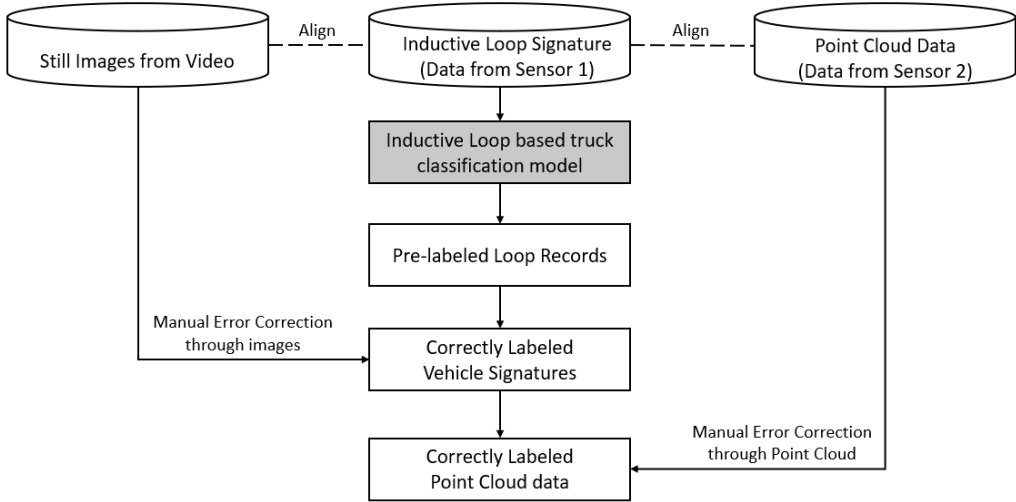 Still Images from Video
Align
Inductive Loop Signature
(Data from Sensor 1)
Align
Point Cloud Data
(Data from Sensor 2)
Inductive Loop based truck
classification model
Pre-labeled Loop Records
Manual Error Correction
through images
Correctly Labeled
Vehicle Signatures
Manual Error Correction
through Point Cloud
Correctly Labeled
Point Cloud data